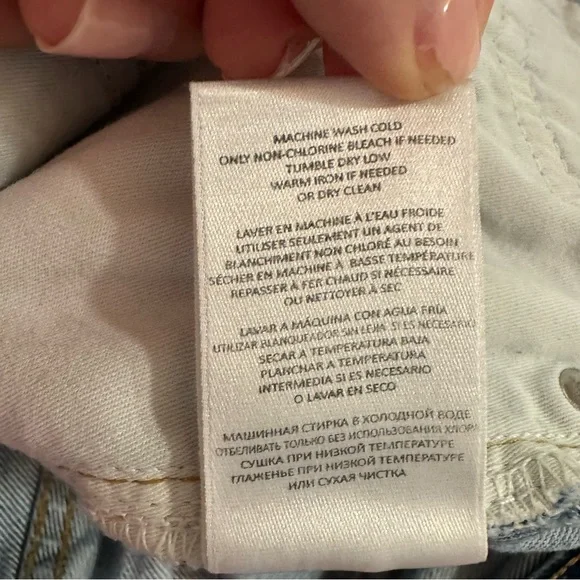 MACHINE WASH COLD
ONLY NON-CHLORINE BLEACH IF NEEDED
TUMBLE DRY LOW
WARM IRON IF NEEDED
OR DRY CLEAN
LAVER EN MACHINE À L'EAU FROIDE
UTILISER SEULEMENT UN AGENT DE
BLANCHIMENT NON CHLORÉ AU BESOIN
SÉCHER EN MACHINE À BASSE TEMPÉRATURE
REPASSER À FER CHAUD SI NÉCESSAIRE
OU NETTOYER À SEC
LAVAR A MÁQUINA CON AGUA FRÍA
UTILIZAR BLANQUEADOR SIN LEJIA SI ES NECESARIO
SECAR A TEMPERATURA BAJA
PLANCHAR A TEMPERATURA
INTERMEDIA SI ES NECESARIO
O LAVAR EN SECO
МАШИННАЯ СТИРКА В ХОЛОДНОЙ ВОДЕ
ОТБЕЛИВАТЬ ТОЛЬКО БЕЗ ИСПОЛЬЗОВАНИЯ ХЛОРА
СУШКА ПРИ НИЗКОЙ ТЕМПЕРАТУРЕ
ГЛАЖЕНЬЕ ПРИ НИЗКОЙ ТЕМПЕРАТУРЕ
ИЛИ СУХАЯ ЧИСТКА